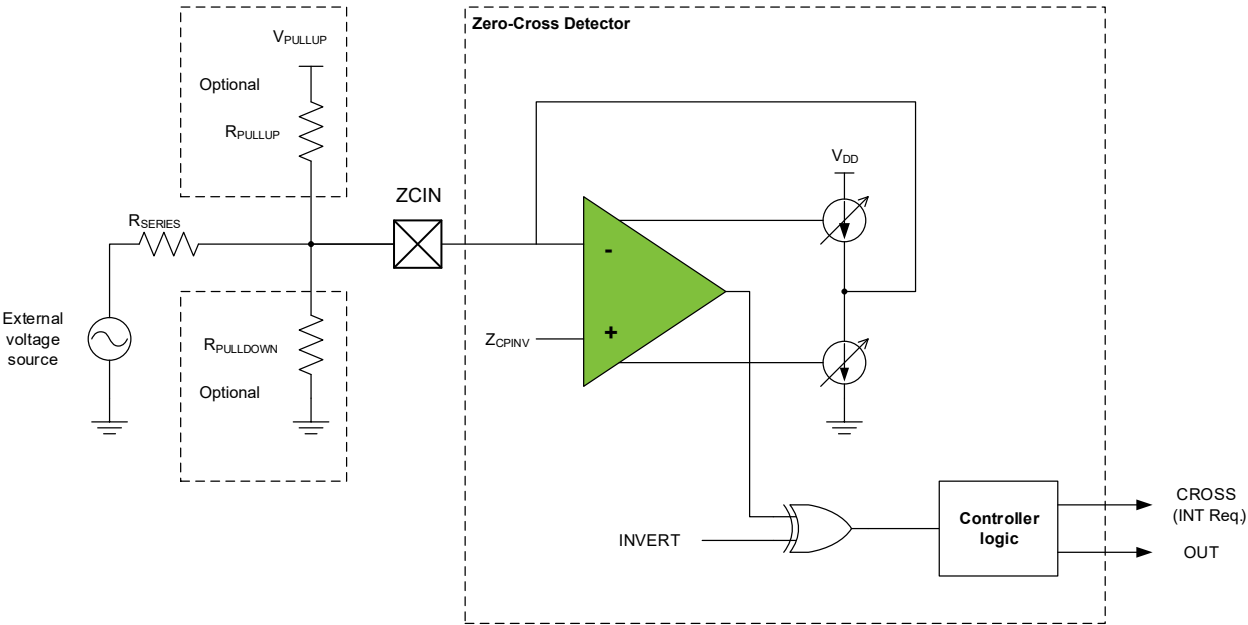 Zero-Cross Detector
VPULLUP
Optional
RPULLUP
ZCIN
RSERIES
VDD
-
+
External
voltage
source
RPULLDOWN
Optional
ZCPINV
INVERT
Controller
logic
CROSS
(INT Req.)
OUT